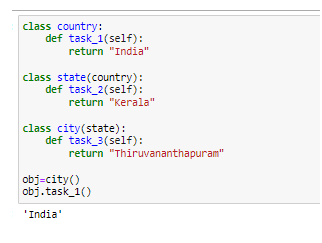 class country:
    def task_1(self):
        return "India"
class state(country):
    def task_2(self):
        return "Kerala"
class city(state):
    def task_3(self):
        return "Thiruvananthapuram"
obj=city()
obj.task_1()
'India'